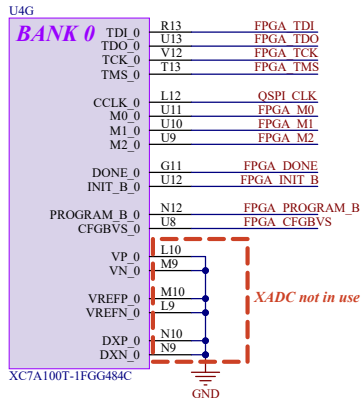 U4G
BANK 0
TDI_0 R13 FPGA_TDI
TDO_0 U13 FPGA_TDO
TCK_0 V12 FPGA_TCK
TMS_0 T13 FPGA_TMS
CCLK_0 L12 QSPI_CLK
M0_0 U11 FPGA_M0
M1_0 U10 FPGA_M1
M2_0 U9 FPGA_M2
DONE_0 G11 FPGA_DONE
INIT_B_0 U12 FPGA_INIT_B
PROGRAM_B_0 N12 FPGA_PROGRAM_B
CFGBVS_0 U8 FPGA_CFGBVS
VP_0 L10
VN_0 M9
VREFP_0 M10
VREFN_0 L9
XADC not in use
DXP_0 N10
DXN_0 N9
XC7A100T-1FGG484C
GND